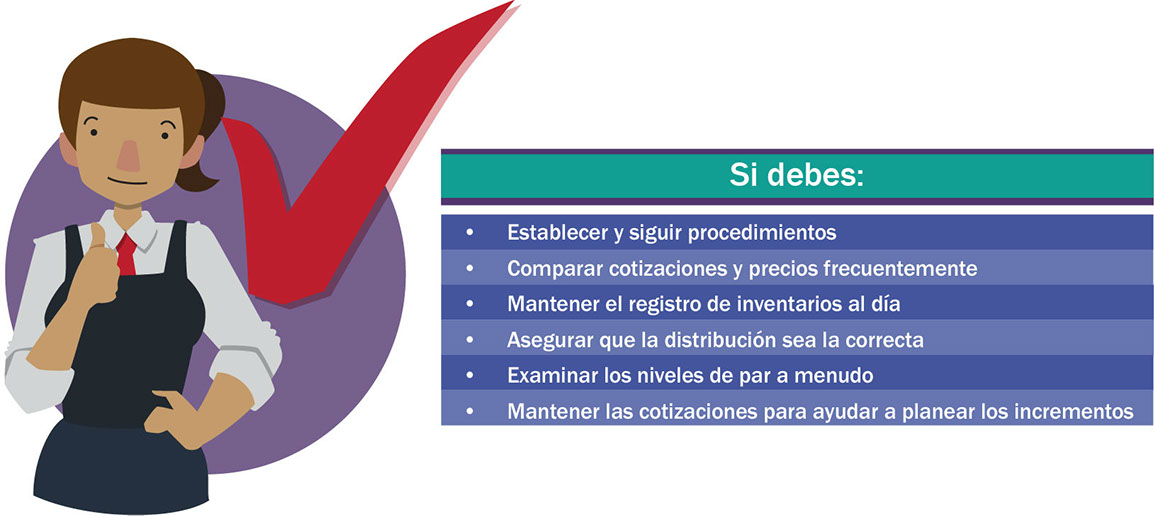 Si debes:
• Establecer y siguir procedimientos
• Comparar cotizaciones y precios frecuentemente
• Mantener el registro de inventarios al día
• Asegurar que la distribución sea la correcta
• Examinar los niveles de par a menudo
• Mantener las cotizaciones para ayudar a planear los incrementos